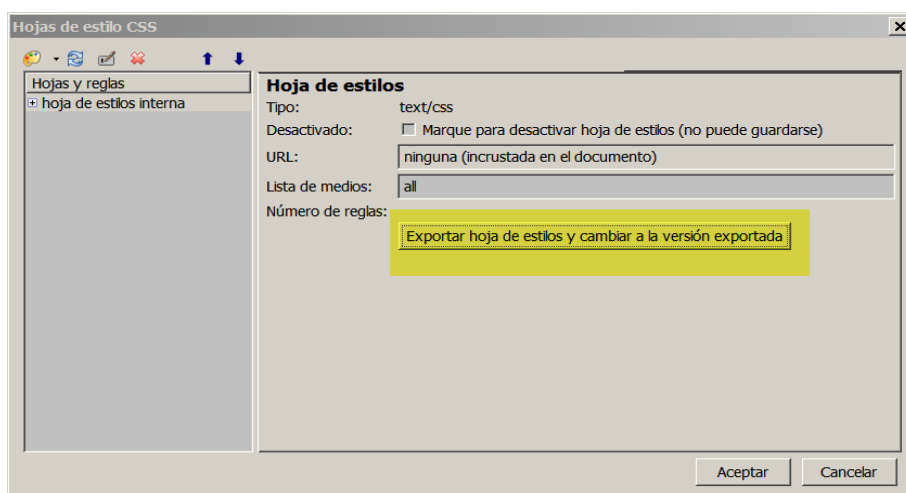 Hojas de estilo CSS
Hojas y reglas
hoja de estilos interna
Hoja de estilos
Tipo: text/css
Desactivado: Marque para desactivar hoja de estilos (no puede guardarse)
URL: ninguna (incrustada en el documento)
Lista de medios: all
Número de reglas:
Exportar hoja de estilos y cambiar a la versión exportada
Aceptar Cancelar